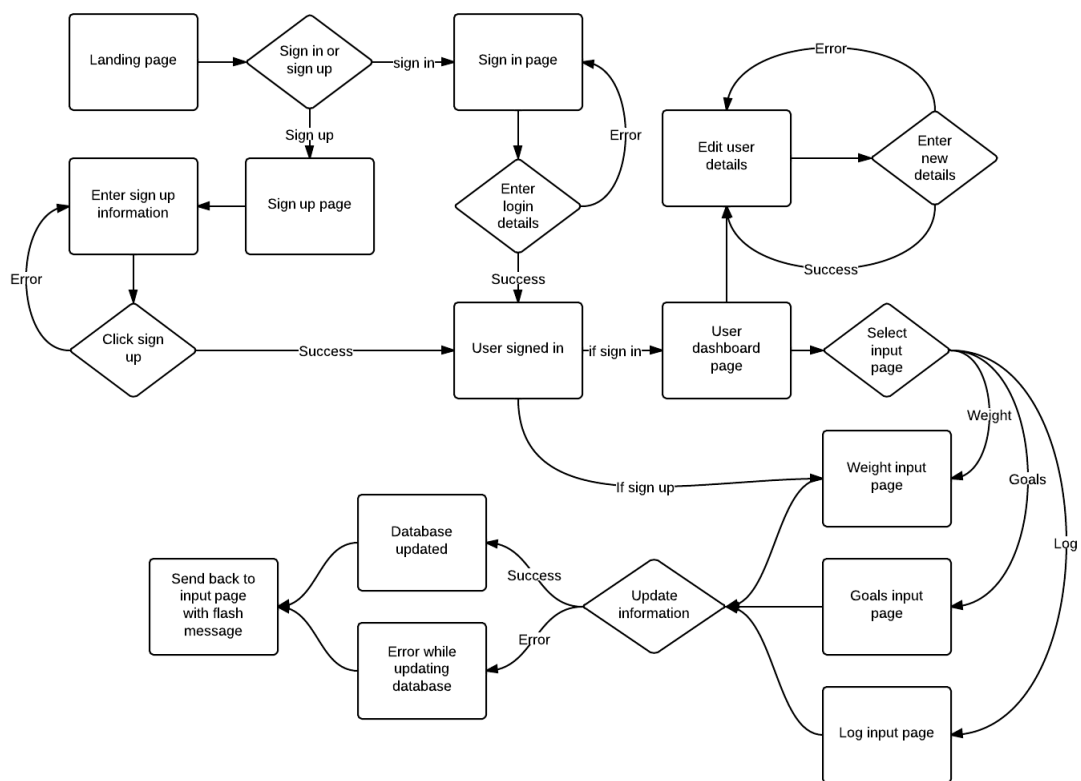 Landing page
Sign in or
sign up
sign in
Sign in page
Error
Sign up
Error
Edit user
details
Enter
new
details
Enter sign up
information
Sign up page
Enter
login
details
Error
Success
Success
Click sign
up
Success
User signed in
if sign in
User
dashboard
page
Select
input
page
Weight
Weight input
page
Goals
If sign up
Log
Database
updated
Success
Send back to
input page
with flash
message
Update
information
Goals input
page
Error
Error while
updating
database
Log input page